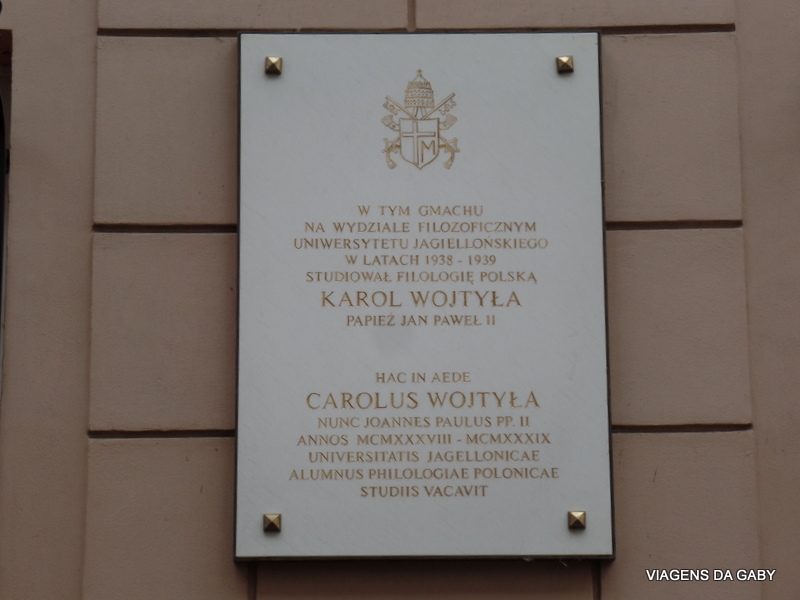 M
W TYM GMACHU
NA WYDZIALE FILOZOFICZNYM
UNIWERSYTETU JAGIELLOŃSKIEGO
W LATACH 1938 - 1939
STUDIOWAŁ FILOLOGIĘ POLSKĄ
KAROL WOJTYŁA
PAPIEŻ JAN PAWEŁ II
HAC IN AEDE
CAROLUS WOJTYŁA
NUNC JOANNES PAULUS PP. II
ANNOS MCMXXXVIII - MCMXXXIX
UNIVERSITATIS JAGELLONICAE
ALUMNUS PHILOLOGIAE POLONICAE
STUDIIS VACAVIT
VIAGENS DA GABY